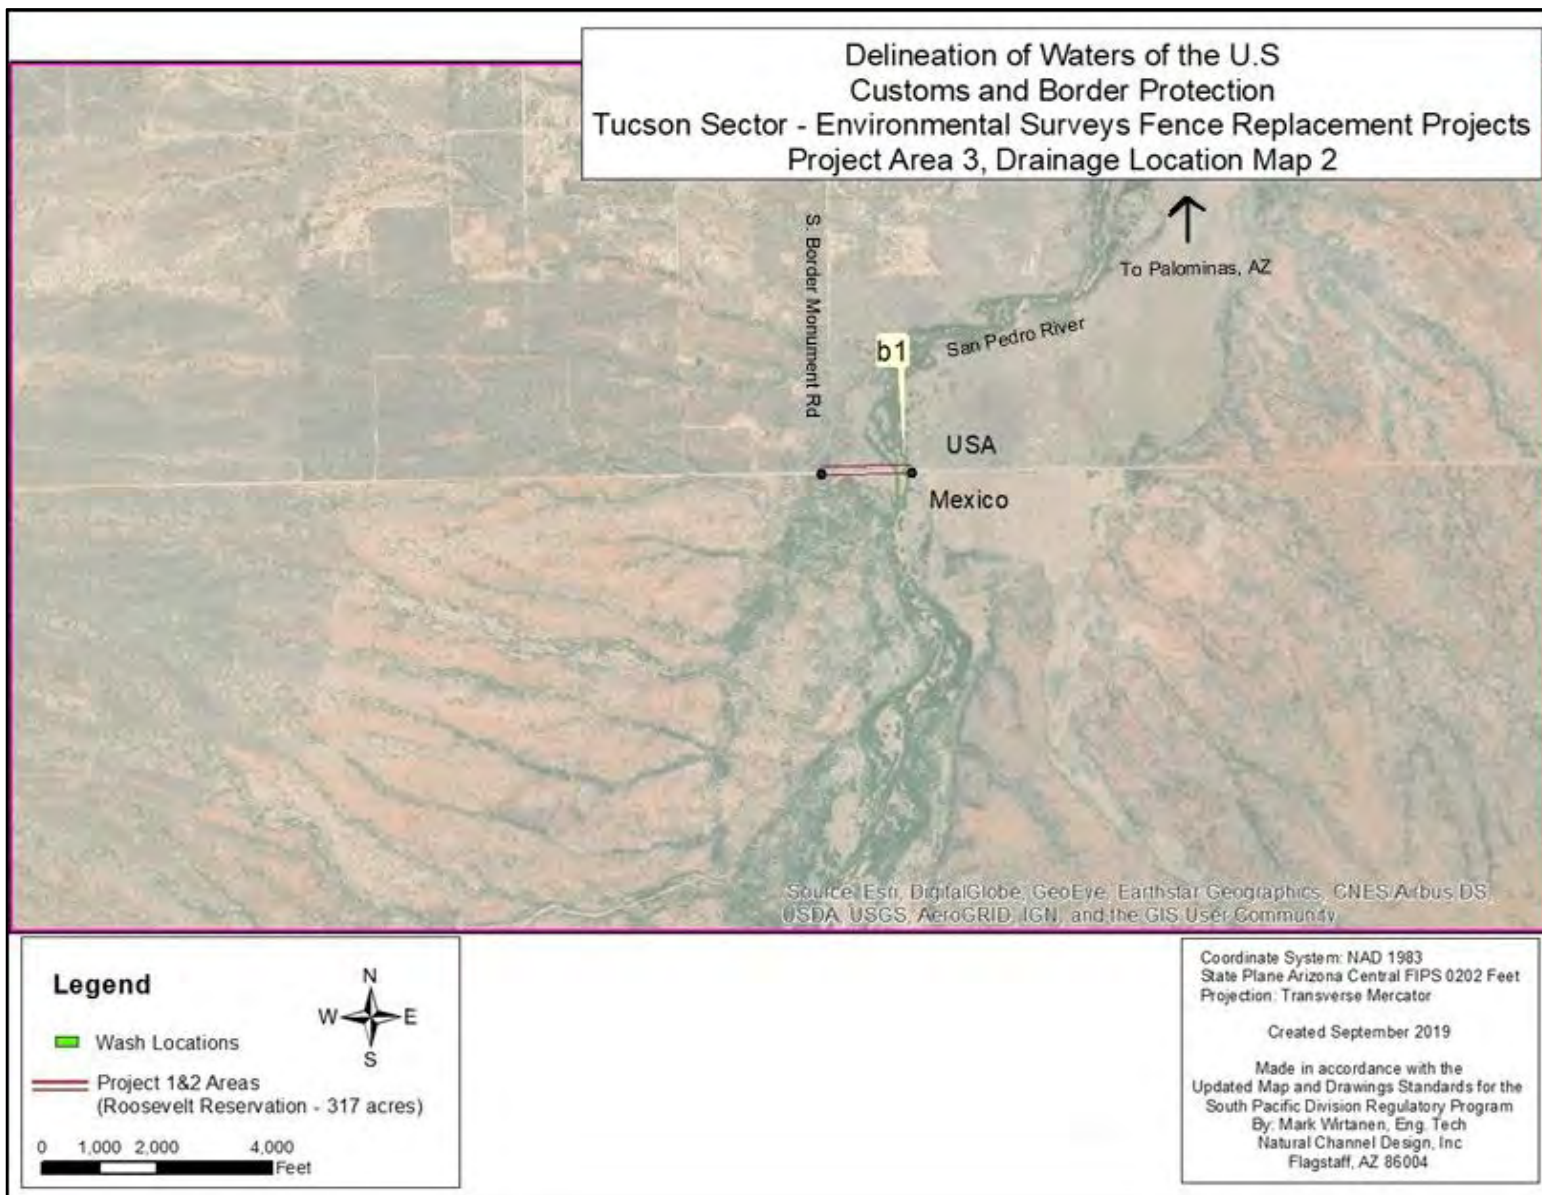 Delineation of Waters of the U.S
Customs and Border Protection
Tucson Sector - Environmental Surveys Fence Replacement Projects
Project Area 3, Drainage Location Map 2
To Palominas, AZ
S. Border Monument Rd
San Pedro River
b1
USA
Mexico
Source: Esri, DigitalGlobe, GeoEye, Earthstar Geographics, CNES/Airbus DS,
USDA, USGS, AeroGRID, IGN, and the GIS User Community
Legend
N
W E
S
Wash Locations
Project 1&2 Areas
(Roosevelt Reservation - 317 acres)
0 1,000 2,000 4,000
Feet
Coordinate System: NAD 1983
State Plane Arizona Central FIPS 0202 Feet
Projection: Transverse Mercator
Created September 2019
Made in accordance with the
Updated Map and Drawings Standards for the
South Pacific Division Regulatory Program
By: Mark Wirtanen, Eng. Tech
Natural Channel Design, Inc
Flagstaff, AZ 86004